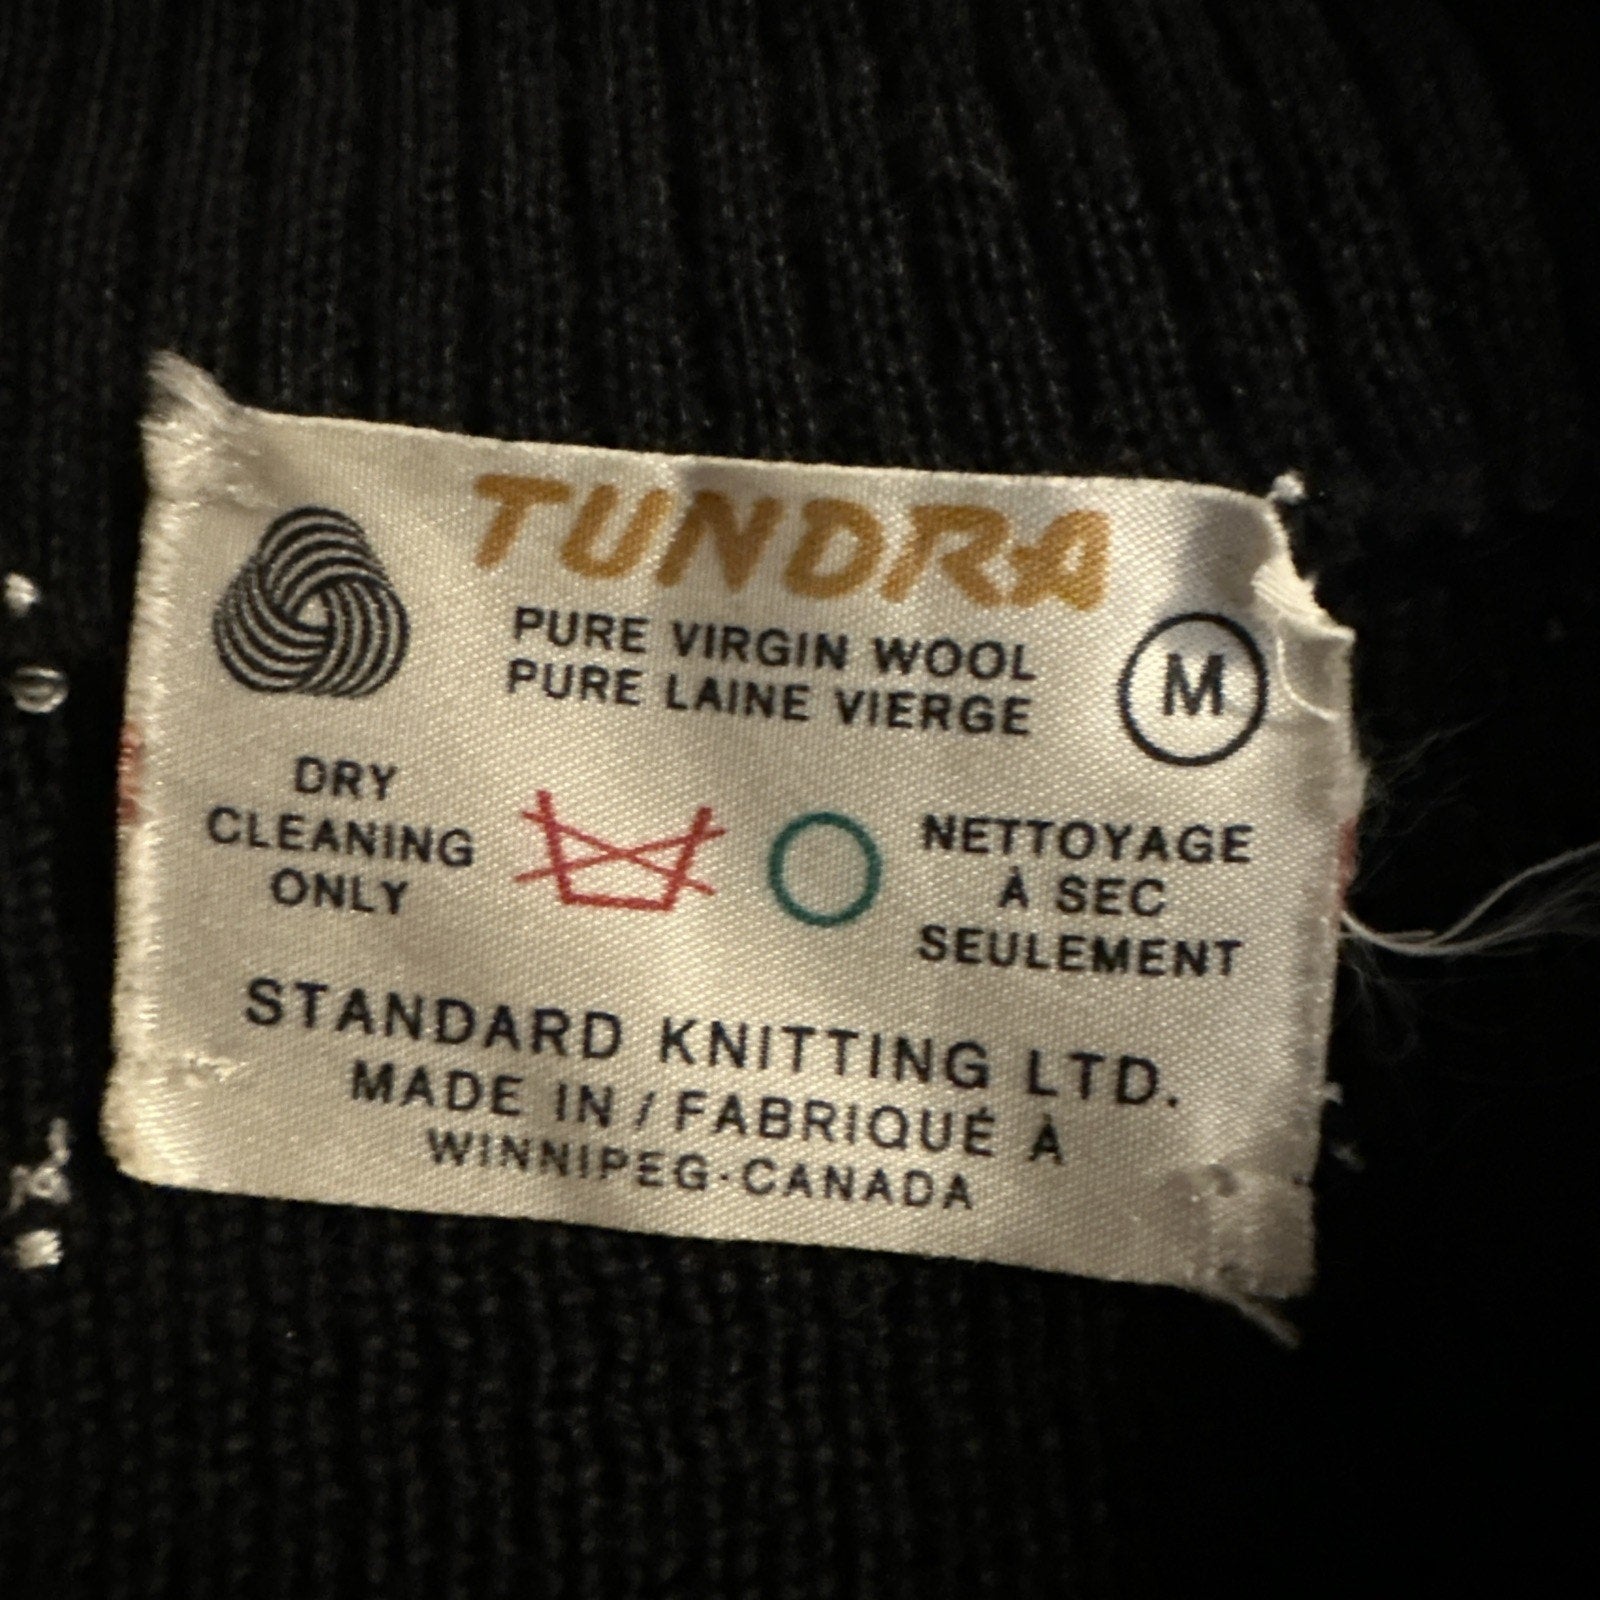 TUNDRA
PURE VIRGIN WOOL
PURE LAINE VIERGE
M
DRY
CLEANING
ONLY
NETTOYAGE
À SEC
SEULEMENT
STANDARD KNITTING LTD.
MADE IN / FABRIQUÉ À
WINNIPEG·CANADA